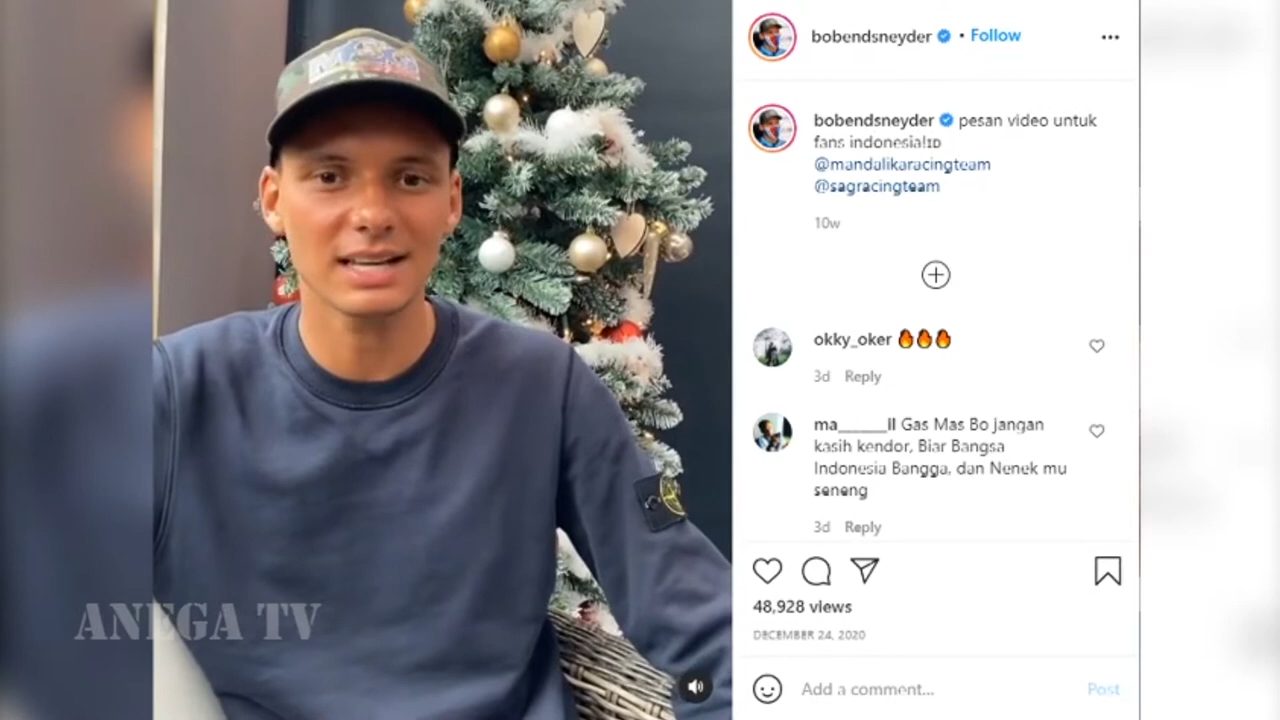 bobendsneyder • Follow
bobendsneyder pesan video untuk
fans indonesia!
@mandalikaracingteam
@sagracingteam
10w
okky_oker 🔥🔥🔥
3d Reply
ma______ll Gas Mas Bo jangan
kasih kendor, Biar Bangsa
Indonesia Bangga, dan Nenek mu
seneng
3d Reply
48,928 views
DECEMBER 24, 2020
Add a comment...
Post
ANEGA TV